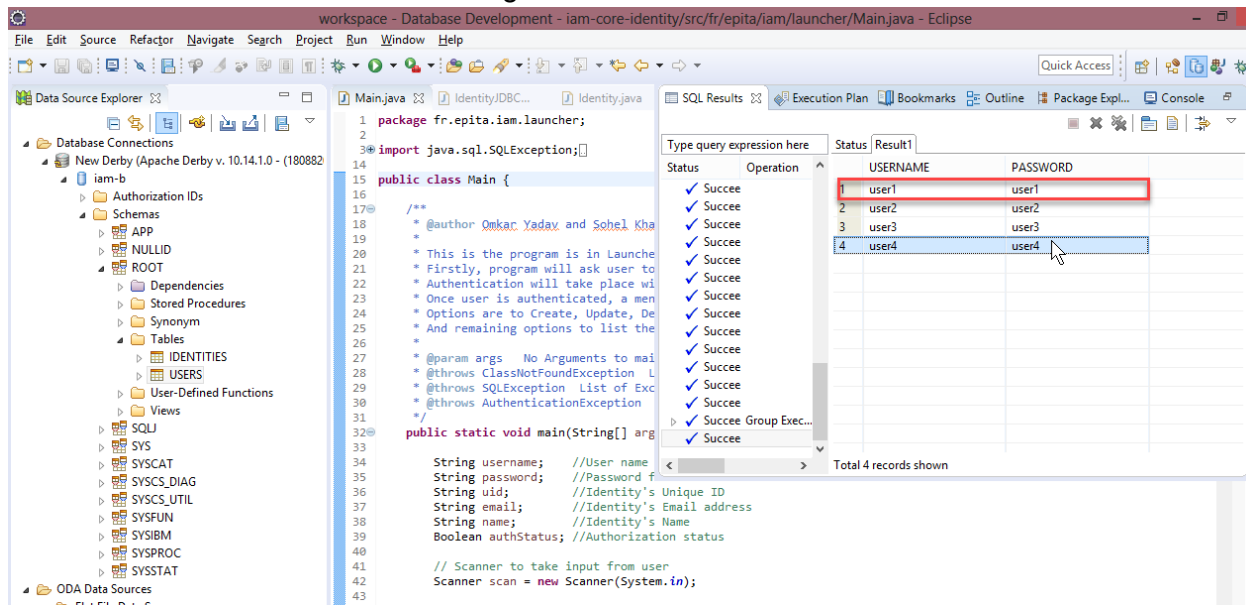 workspace - Database Development - iam-core-identity/src/fr/epita/iam/launcher/Main.java - Eclipse
File Edit Source Refactor Navigate Search Project Run Window Help
Quick Access
Data Source Explorer
Database Connections
New Derby (Apache Derby v. 10.14.1.0 - (180882
iam-b
Authorization IDs
Schemas
APP
NULLID
ROOT
Dependencies
Stored Procedures
Synonym
Tables
IDENTITIES
USERS
User-Defined Functions
Views
SQLJ
SYS
SYSCAT
SYSCS_DIAG
SYSCS_UTIL
SYSFUN
SYSIBM
SYSPROC
SYSSTAT
ODA Data Sources
Main.java IdentityJDBC... Identity.java
1 package fr.epita.iam.launcher;
2
3 import java.sql.SQLException;
14
15 public class Main {
16
17 /**
18 * @author Omkar Yadav and Sohel Kha
19 *
20 * This is the program is in Launche
21 * Firstly, program will ask user to
22 * Authentication will take place wi
23 * Once user is authenticated, a men
24 * Options are to Create, Update, De
25 * And remaining options to list the
26 *
27 * @param args No Arguments to mai
28 * @throws ClassNotFoundException L
29 * @throws SQLException List of Exc
30 * @throws AuthenticationException
31 */
32 public static void main(String[] arg
33
34 String username; //User name
35 String password; //Password f
36 String uid; //Identity's Unique ID
37 String email; //Identity's Email address
38 String name; //Identity's Name
39 Boolean authStatus; //Authorization status
40
41 // Scanner to take input from user
42 Scanner scan = new Scanner(System.in);
43
SQL Results Execution Plan Bookmarks Outline Package Expl... Console
Type query expression here
Status Operation
Succee
Succee
Succee
Succee
Succee
Succee
Succee
Succee
Succee
Succee
Succee
Succee
Succee
Succee Group Exec...
Succee
Status Result1
USERNAME PASSWORD
1 user1 user1
2 user2 user2
3 user3 user3
4 user4 user4
Total 4 records shown